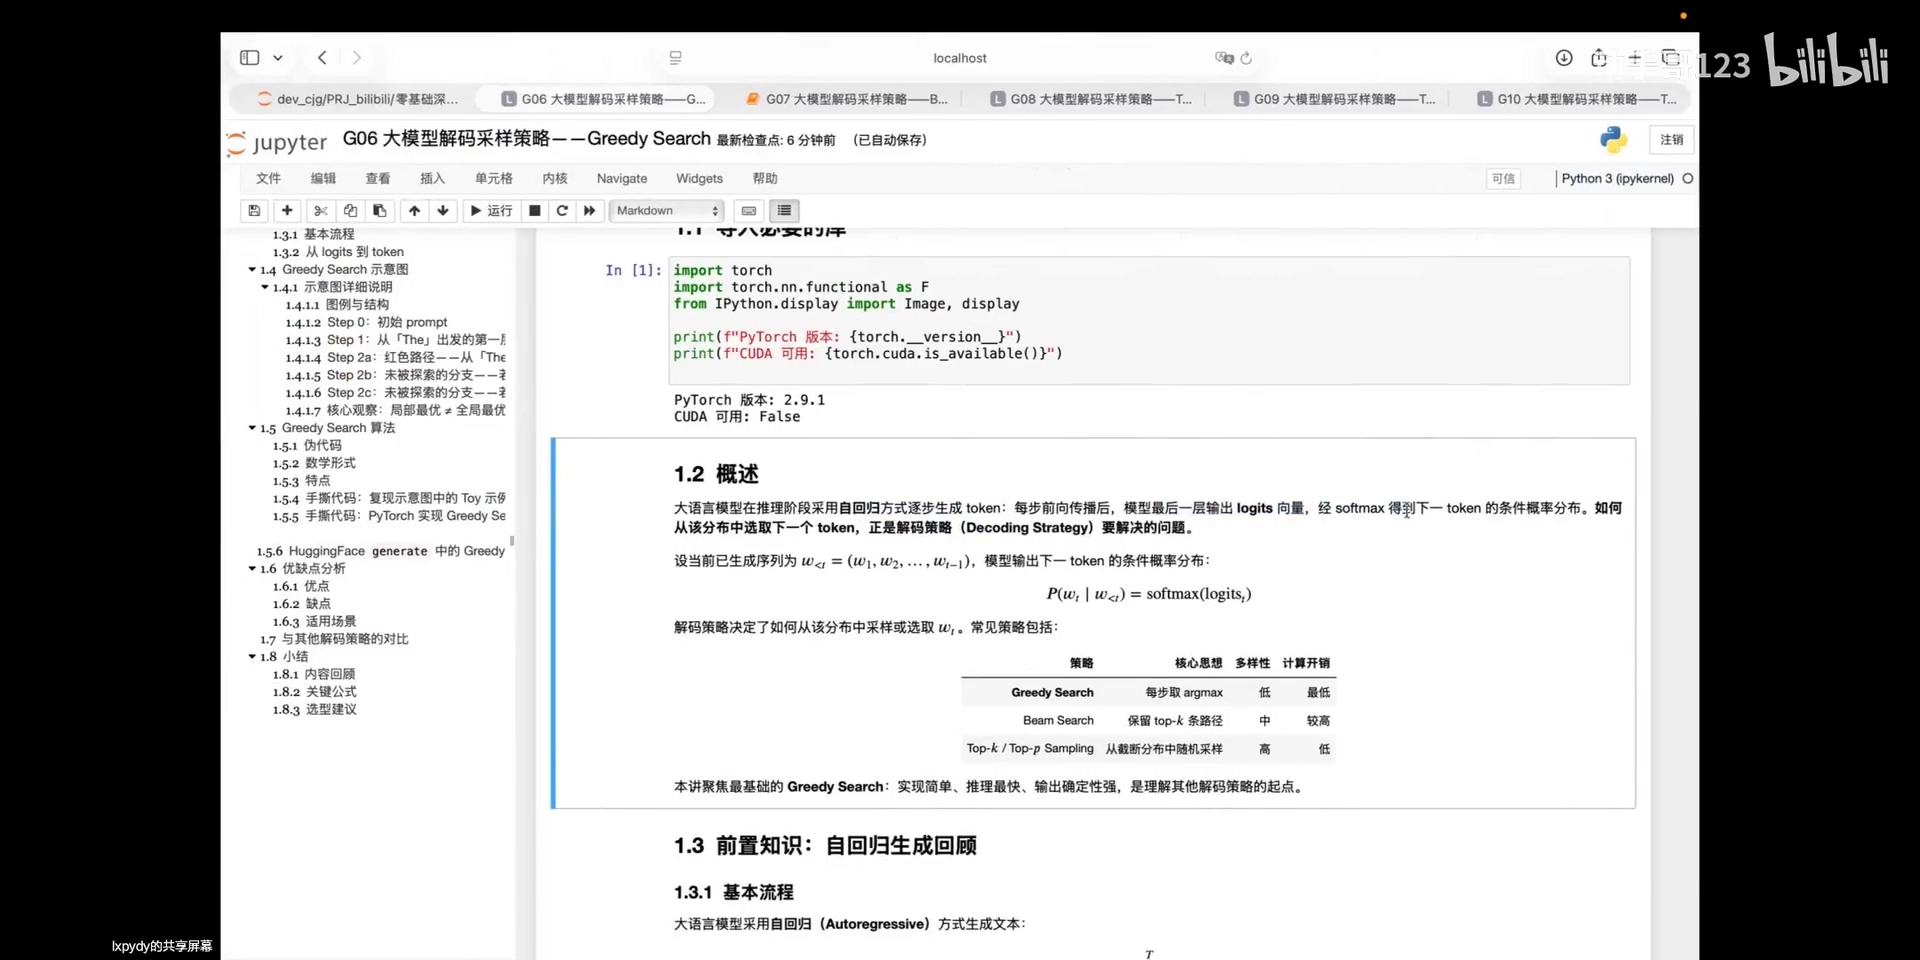 localhost
123 bilibili
dev_cjg/PRJ_bilibili/零基础深...
G06 大模型解码采样策略——G...
G07 大模型解码采样策略——B...
G08 大模型解码采样策略——T...
G09 大模型解码采样策略——T...
G10 大模型解码采样策略——T...
jupyter G06 大模型解码采样策略——Greedy Search 最新检查点: 6 分钟前 (已自动保存) 注销
文件 编辑 查看 插入 单元格 内核 Navigate Widgets 帮助 可信 Python 3 (ipykernel)
运行 Markdown
1.3.1 基本流程
1.3.2 从 logits 到 token
1.4 Greedy Search 示意图
1.4.1 示意图详细说明
1.4.1.1 图例与结构
1.4.1.2 Step 0：初始 prompt
1.4.1.3 Step 1：从「The」出发的第一
1.4.1.4 Step 2a：红色路径——从「The
1.4.1.5 Step 2b：未被探索的分支——
1.4.1.6 Step 2c：未被探索的分支——
1.4.1.7 核心观察：局部最优 ≠ 全局最优
1.5 Greedy Search 算法
1.5.1 伪代码
1.5.2 数学形式
1.5.3 特点
1.5.4 手撕代码：复现示意图中的 Toy 示例
1.5.5 手撕代码：PyTorch 实现 Greedy Se
1.5.6 HuggingFace generate 中的 Greedy
1.6 优缺点分析
1.6.1 优点
1.6.2 缺点
1.6.3 适用场景
1.7 与其他解码策略的对比
1.8 小结
1.8.1 内容回顾
1.8.2 关键公式
1.8.3 选型建议
1.1 导入必要的库
In [1]:
import torch
import torch.nn.functional as F
from IPython.display import Image, display
print(f"PyTorch 版本: {torch.__version__}")
print(f"CUDA 可用: {torch.cuda.is_available()}")
PyTorch 版本: 2.9.1
CUDA 可用: False
1.2 概述
大语言模型在推理阶段采用自回归方式逐步生成 token：每步前向传播后，模型最后一层输出 logits 向量，经 softmax 得到下一 token 的条件概率分布。如何
从该分布中选取下一个 token，正是解码策略（Decoding Strategy）要解决的问题。
设当前已生成序列为 w<t = (w1, w2, …, wt−1)，模型输出下一 token 的条件概率分布：
P(wt | w<t) = softmax(logitst)
解码策略决定了如何从该分布中采样或选取 wt。常见策略包括：
策略 核心思想 多样性 计算开销
Greedy Search 每步取 argmax 低 最低
Beam Search 保留 top-k 条路径 中 较高
Top-k / Top-p Sampling 从截断分布中随机采样 高 低
本讲聚焦最基础的 Greedy Search：实现简单、推理最快、输出确定性强，是理解其他解码策略的起点。
1.3 前置知识：自回归生成回顾
1.3.1 基本流程
大语言模型采用自回归（Autoregressive）方式生成文本：
T
lxpydy的共享屏幕